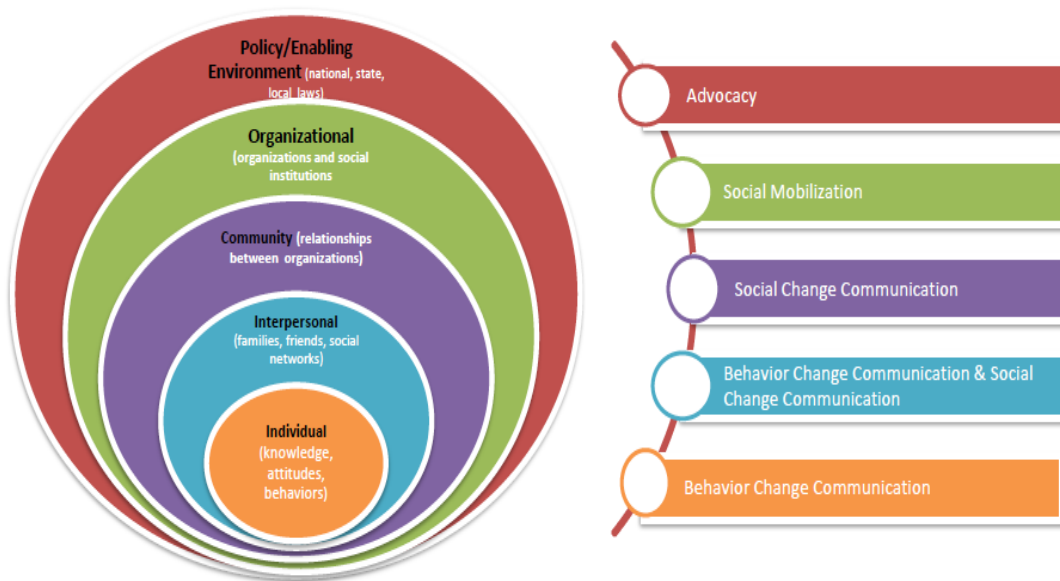 Policy/Enabling
Environment (national, state,
local laws)
Organizational
(organizations and social
institutions
Community (relationships
between organizations)
Interpersonal
(families, friends, social
networks)
Individual
(knowledge,
attitudes,
behaviors)
Advocacy
Social Mobilization
Social Change Communication
Behavior Change Communication & Social
Change Communication
Behavior Change Communication